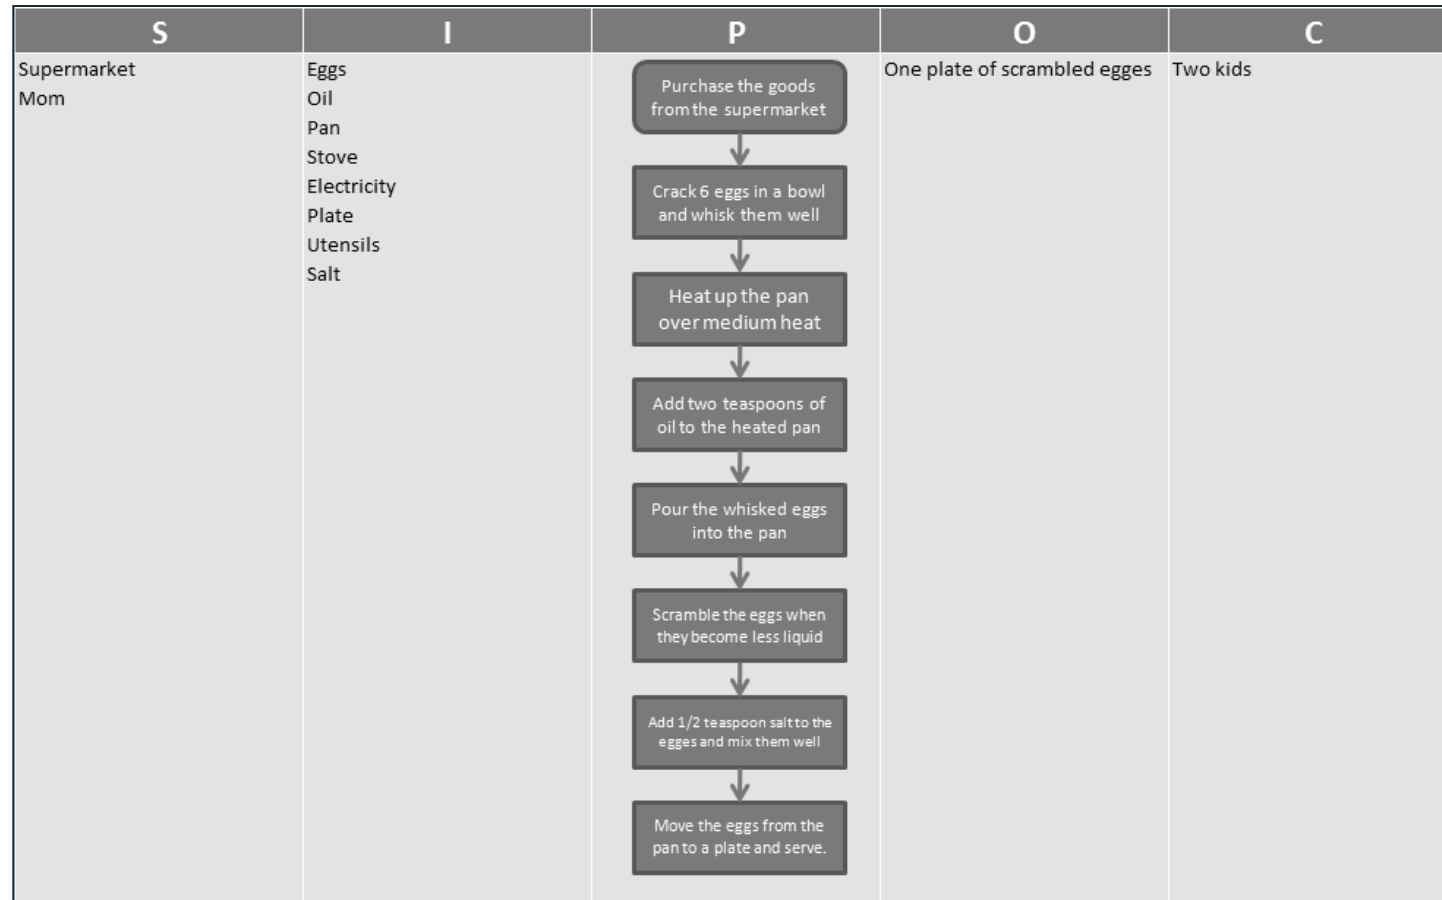 S
I
P
O
C
Supermarket
Mom
Eggs
Oil
Pan
Stove
Electricity
Plate
Utensils
Salt
Purchase the goods
from the supermarket
Crack 6 eggs in a bowl
and whisk them well
Heat up the pan
over medium heat
Add two teaspoons of
oil to the heated pan
Pour the whisked eggs
into the pan
Scramble the eggs when
they become less liquid
Add 1/2 teaspoon salt to the
egges and mix them well
Move the eggs from the
pan to a plate and serve.
One plate of scrambled egges
Two kids